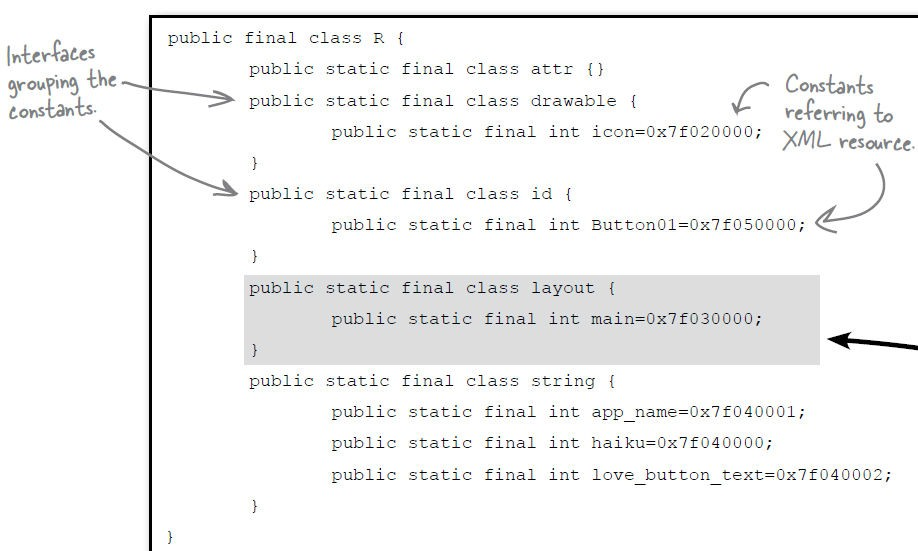 Interfaces
grouping the
constants.
public final class R {
public static final class attr {}
public static final class drawable {
public static final int icon=0x7f020000;
}
public static final class id {
public static final int Button01=0x7f050000;
}
public static final class layout {
public static final int main=0x7f030000;
}
public static final class string {
public static final int app_name=0x7f040001;
public static final int haiku=0x7f040000;
public static final int love_button_text=0x7f040002;
}
}
Constants
referring to
XML resource.